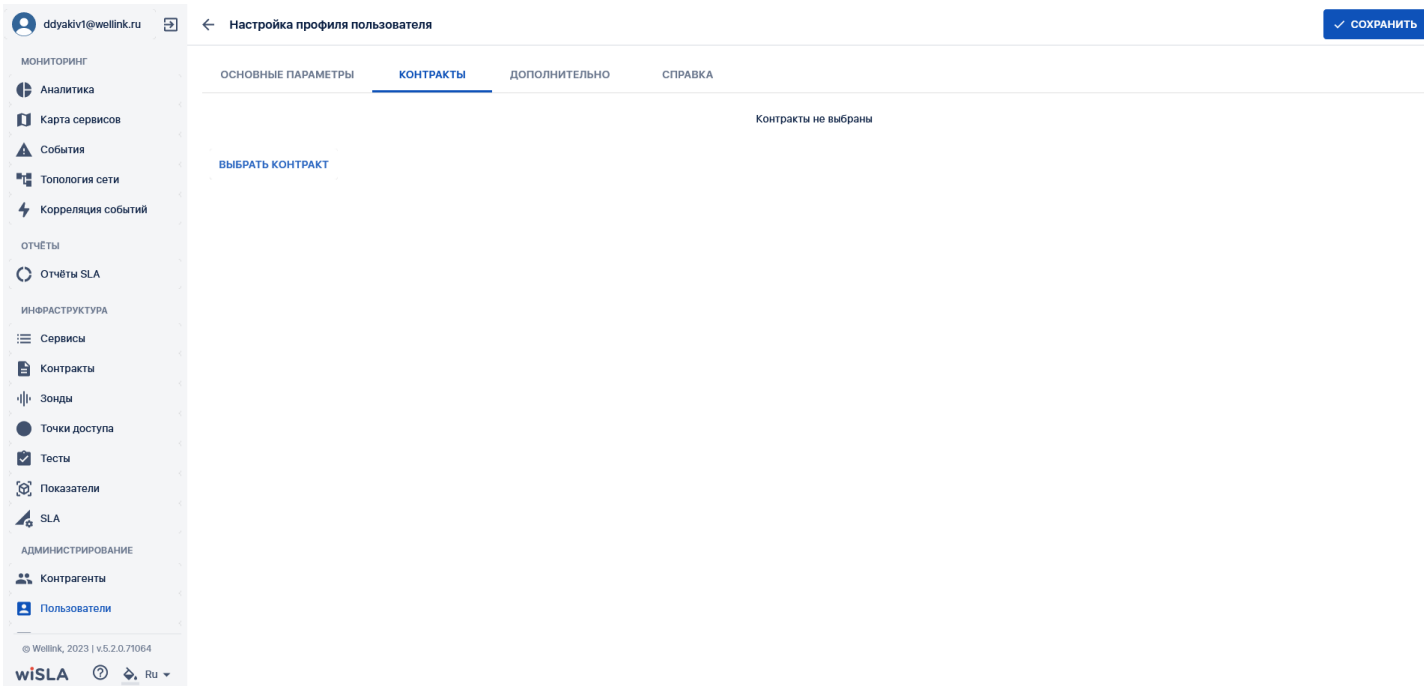 ddyakiv1@wellink.ru
Настройка профиля пользователя
СОХРАНИТЬ
ОСНОВНЫЕ ПАРАМЕТРЫ
КОНТРАКТЫ
ДОПОЛНИТЕЛЬНО
СПРАВКА
Контракты не выбраны
ВЫБРАТЬ КОНТРАКТ
МОНИТОРИНГ
Аналитика
Карта сервисов
События
Топология сети
Корреляция событий
ОТЧЁТЫ
Отчёты SLA
ИНФРАСТРУКТУРА
Сервисы
Контракты
Зонды
Точки доступа
Тесты
Показатели
SLA
АДМИНИСТРИРОВАНИЕ
Контрагенты
Пользователи
© Wellink, 2023 | v.5.2.0.71064
wiSLA
Ru